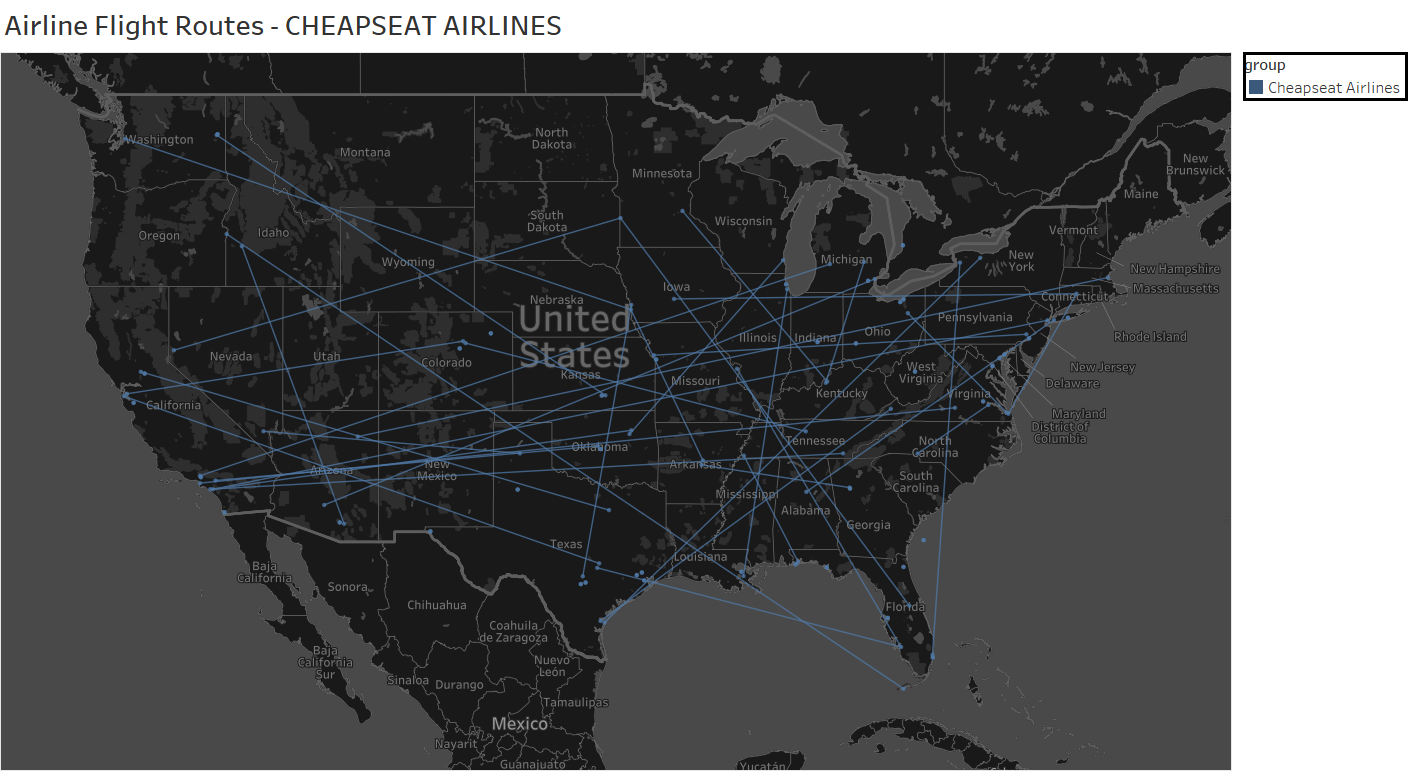 Airline Flight Routes - CHEAPSEAT AIRLINES
group
Cheapseat Airlines
Washington
Montana
North
Dakota
Minnesota
New
Brunswick
Maine
Oregon
Idaho
South
Dakota
Wisconsin
Vermont
Wyoming
Michigan
New
York
New Hampshire
Massachusetts
Iowa
Connecticut
Nebraska
United
States
Pennsylvania
Nevada
Utah
Colorado
Kansas
Illinois
Indiana
Ohio
Rhode Island
West
Virginia
New Jersey
Delaware
Missouri
Kentucky
Virginia
Maryland
District of
Columbia
California
Arizona
New
Mexico
Oklahoma
Arkansas
Tennessee
North
Carolina
South
Carolina
Mississippi
Alabama
Georgia
Texas
Louisiana
Baja
California
Sonora
Chihuahua
Florida
Coahuila
de Zaragoza
Baja
California
Sur
Nuevo
León
Sinaloa
Durango
Tamaulipas
Mexico
Nayarit
Guanajuato
Yucatán